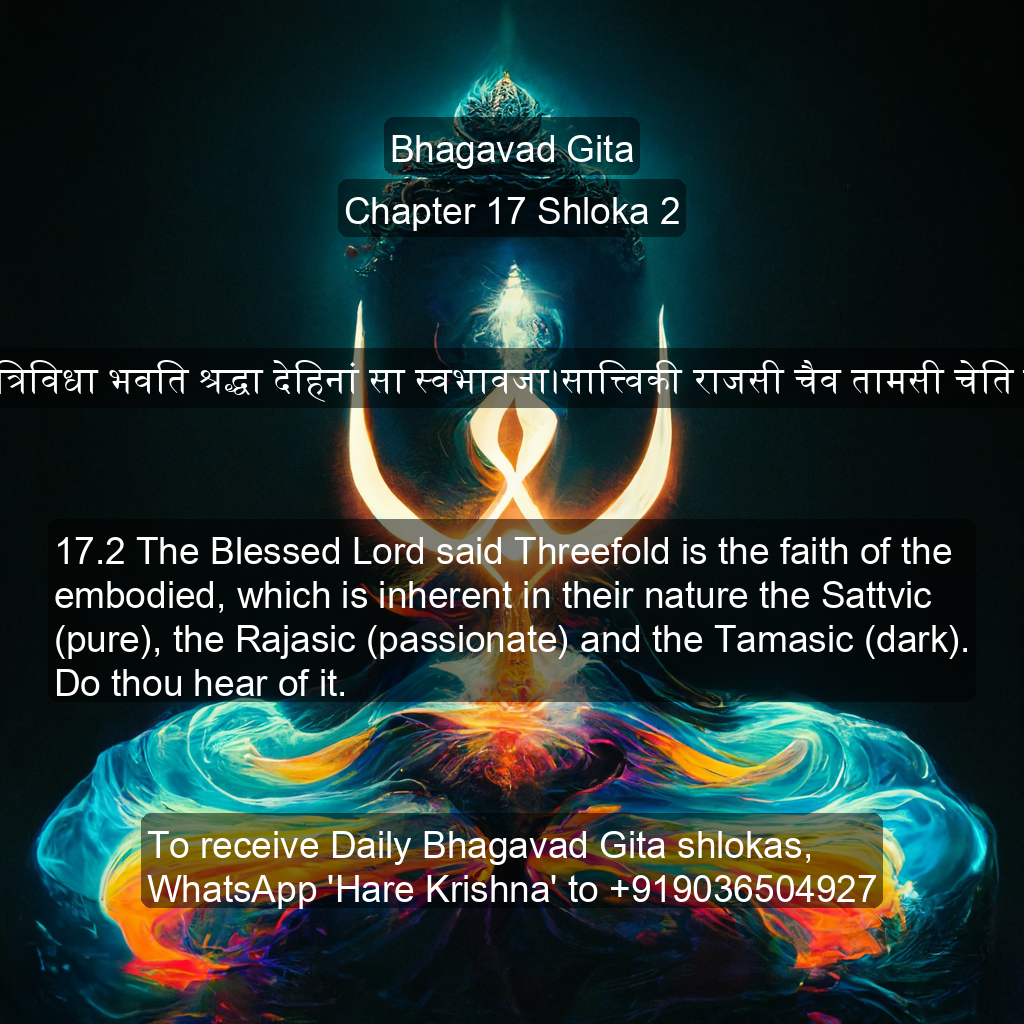 Bhagavad Gita
Chapter 17 Shloka 2
त्रिविधा भवति श्रद्धा देहिनां सा स्वभावजा।सात्त्विकी राजसी चैव तामसी चेति
17.2 The Blessed Lord said Threefold is the faith of the
embodied, which is inherent in their nature the Sattvic
(pure), the Rajasic (passionate) and the Tamasic (dark).
Do thou hear of it.
To receive Daily Bhagavad Gita shlokas,
WhatsApp 'Hare Krishna' to +919036504927